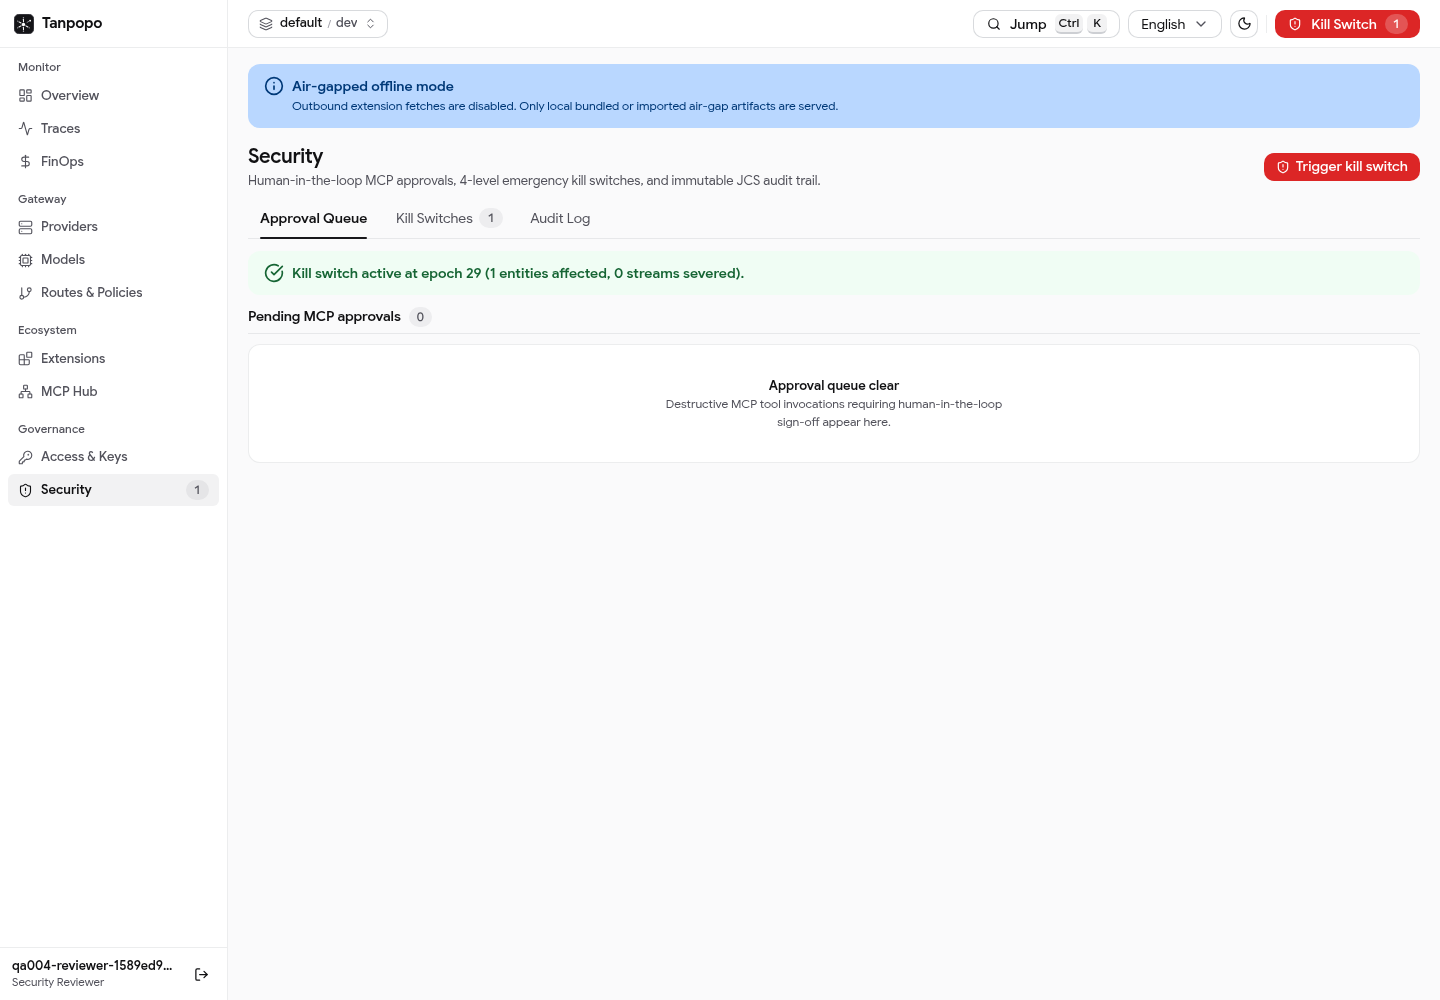 Tanpopo
default / dev
Jump Ctrl K
English
Kill Switch 1
Monitor
Overview
Traces
FinOps
Gateway
Providers
Models
Routes & Policies
Ecosystem
Extensions
MCP Hub
Governance
Access & Keys
Security 1
qa004-reviewer-1589ed9...
Security Reviewer
Air-gapped offline mode
Outbound extension fetches are disabled. Only local bundled or imported air-gap artifacts are served.
Security
Human-in-the-loop MCP approvals, 4-level emergency kill switches, and immutable JCS audit trail.
Trigger kill switch
Approval Queue
Kill Switches 1
Audit Log
Kill switch active at epoch 29 (1 entities affected, 0 streams severed).
Pending MCP approvals 0
Approval queue clear
Destructive MCP tool invocations requiring human-in-the-loop
sign-off appear here.